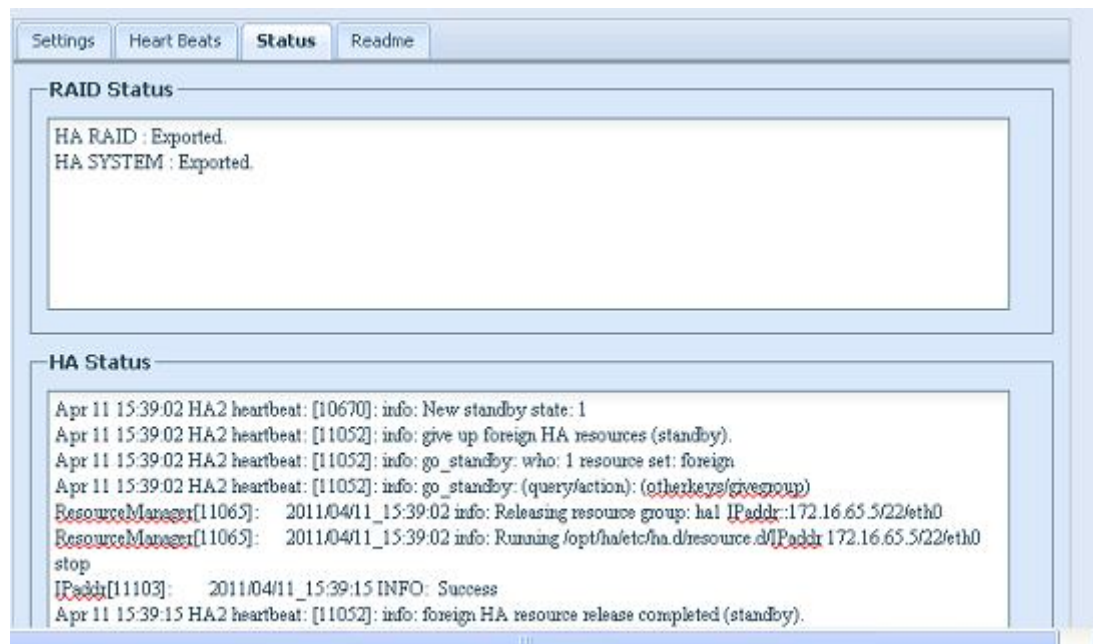 Settings Heart Beats Status Readme
RAID Status
HA RAID : Exported.
HA SYSTEM : Exported.
HA Status
Apr 11 15:39:02 HA2 heartbeat: [10670]: info: New standby state: 1
Apr 11 15:39:02 HA2 heartbeat: [11052]: info: give up foreign HA resources (standby).
Apr 11 15:39:02 HA2 heartbeat: [11052]: info: go_standby: who: 1 resource set: foreign
Apr 11 15:39:02 HA2 heartbeat: [11052]: info: go_standby: (query/action): (otherkeys/givegroup)
ResourceManager[11065]: 2011/04/11_15:39:02 info: Releasing resource group: ha1 IPaddr::172.16.65.5/22/eth0
ResourceManager[11065]: 2011/04/11_15:39:02 info: Running /opt/ha/etc/ha.d/resource.d/IPaddr 172.16.65.5/22/eth0
stop
IPaddr[11103]: 2011/04/11_15:39:15 INFO: Success
Apr 11 15:39:15 HA2 heartbeat: [11052]: info: foreign HA resource release completed (standby).